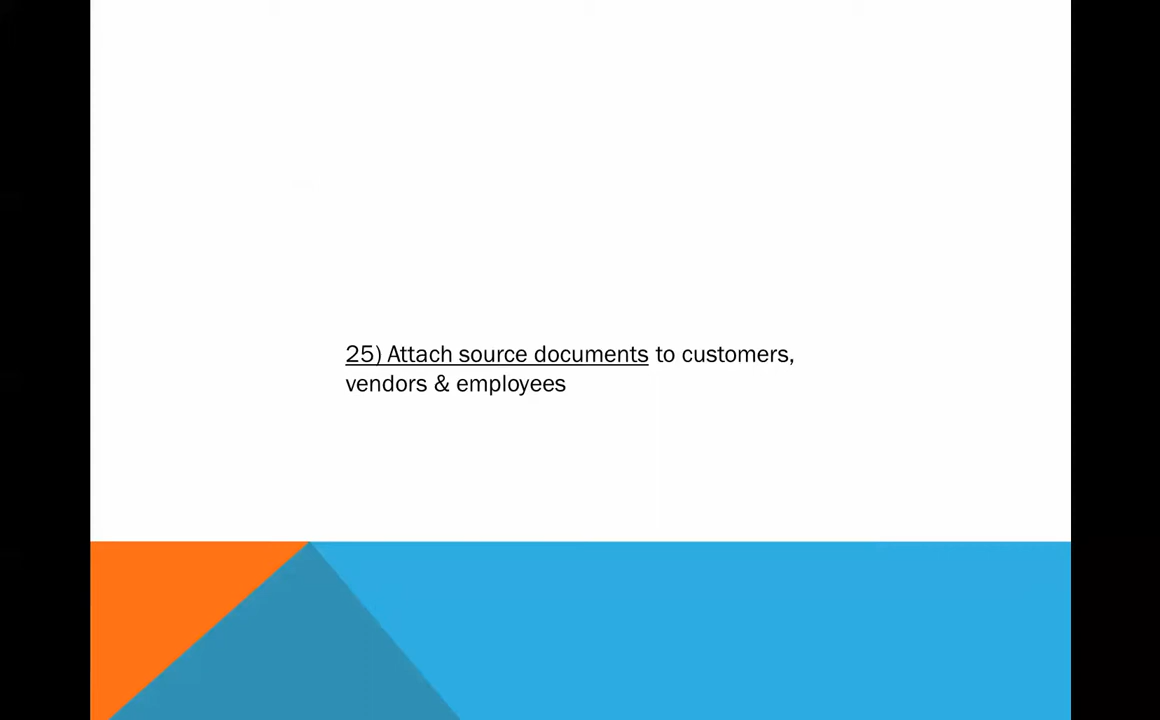 25) Attach source documents to customers,
vendors & employees